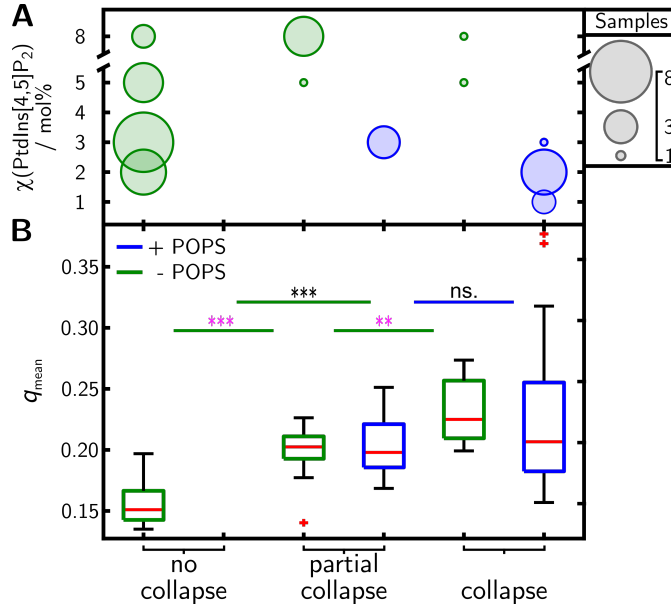 A
Samples
8
5
4
3
2
1
χ(PtdIns[4,5]P2)
/ mol%
8
3
1
B
+ POPS
- POPS
***
***
**
ns.
0.35
0.30
0.25
0.20
0.15
qmean
no
collapse
partial
collapse
collapse